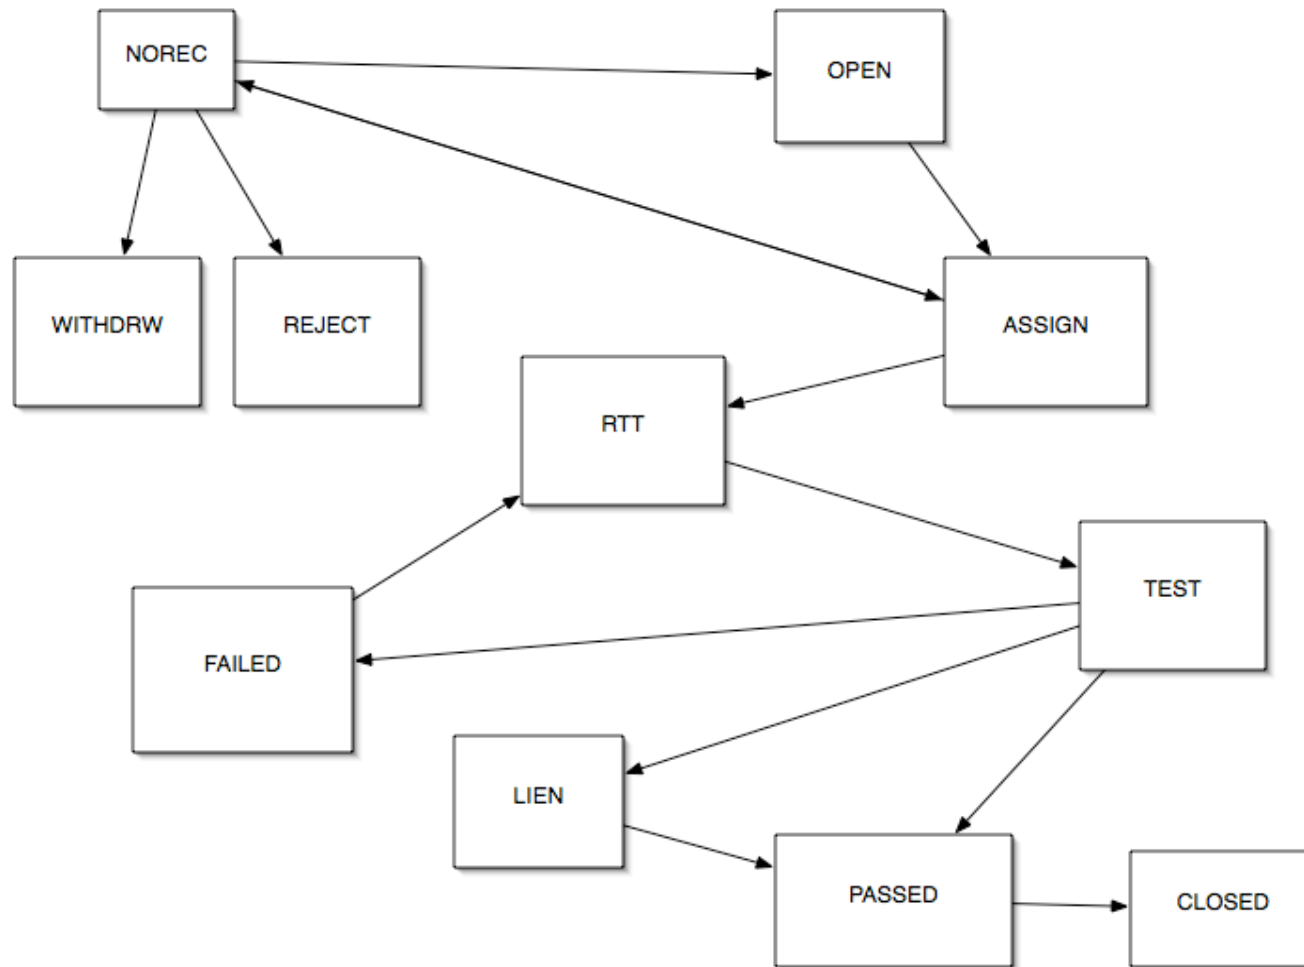 NOREC
OPEN
WITHDRW
REJECT
ASSIGN
RTT
TEST
FAILED
LIEN
PASSED
CLOSED